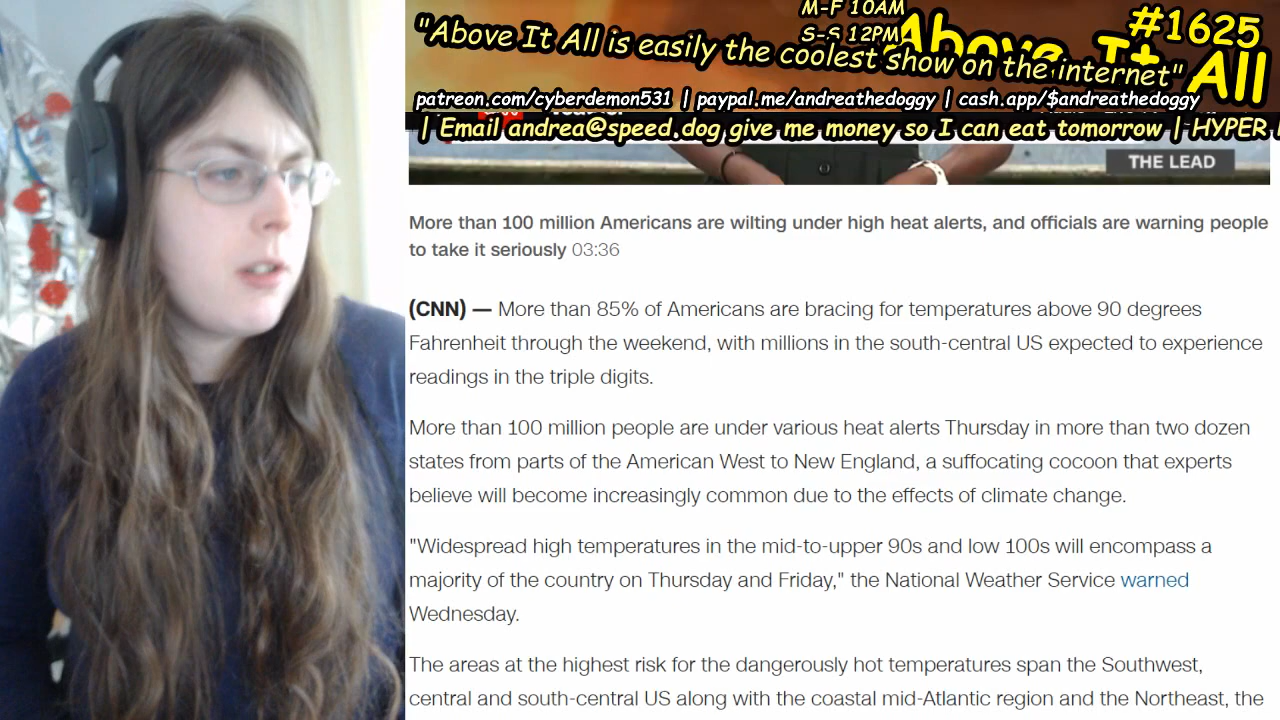 M-F 10AM
S-S 12PM
Above It All
#1625
"Above It All is easily the coolest show on the internet"
patreon.com/cyberdemon531 | paypal.me/andreathedoggy | cash.app/$andreathedoggy
| Email andrea@speed.dog give me money so I can eat tomorrow | HYPER
THE LEAD
More than 100 million Americans are wilting under high heat alerts, and officials are warning people
to take it seriously 03:36
(CNN) — More than 85% of Americans are bracing for temperatures above 90 degrees
Fahrenheit through the weekend, with millions in the south-central US expected to experience
readings in the triple digits.
More than 100 million people are under various heat alerts Thursday in more than two dozen
states from parts of the American West to New England, a suffocating cocoon that experts
believe will become increasingly common due to the effects of climate change.
"Widespread high temperatures in the mid-to-upper 90s and low 100s will encompass a
majority of the country on Thursday and Friday," the National Weather Service warned
Wednesday.
The areas at the highest risk for the dangerously hot temperatures span the Southwest,
central and south-central US along with the coastal mid-Atlantic region and the Northeast, the